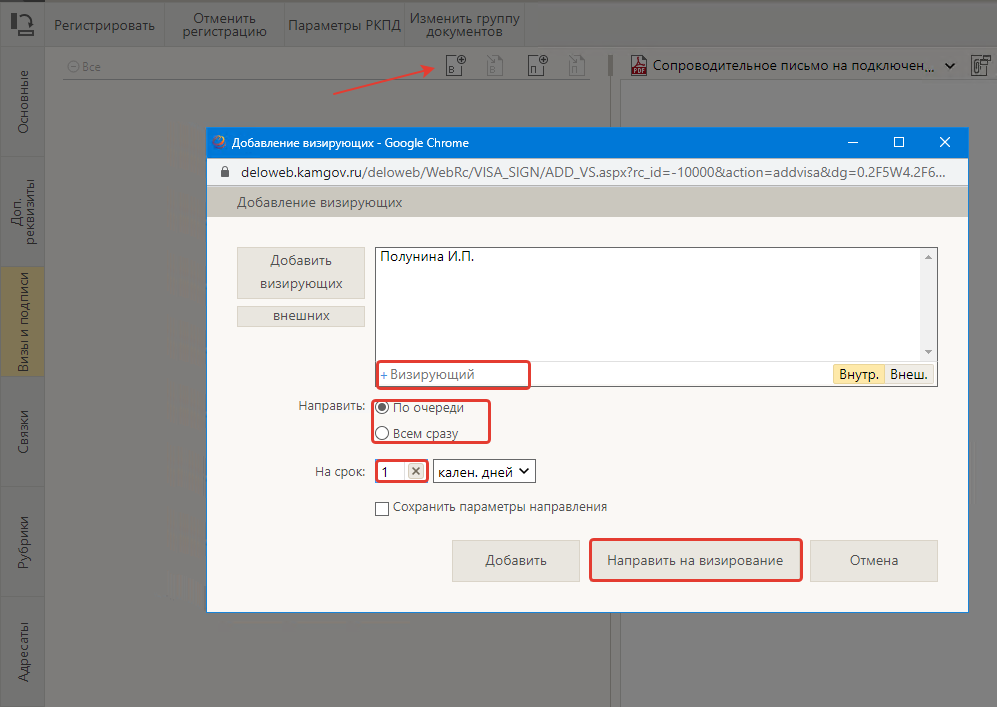 Регистрировать
Отменить
регистрацию
Параметры РКПД
Изменить группу
документов
Все
В
В
П
П
PDF
Сопроводительное письмо на подключен...
Основные
Доп.
реквизиты
Визы и подписи
Связки
Рубрики
Адресаты
Добавление визирующих - Google Chrome
deloweb.kamgov.ru/deloweb/WebRc/VISA_SIGN/ADD_VS.aspx?rc_id=-10000&action=addvisa&dg=0.2F5W4.2F6...
Добавление визирующих
Добавить
визирующих
внешних
Полунина И.П.
+ Визирующий
Внутр.
Внеш.
Направить:
По очереди
Всем сразу
На срок:
1
кален. дней
Сохранить параметры направления
Добавить
Направить на визирование
Отмена